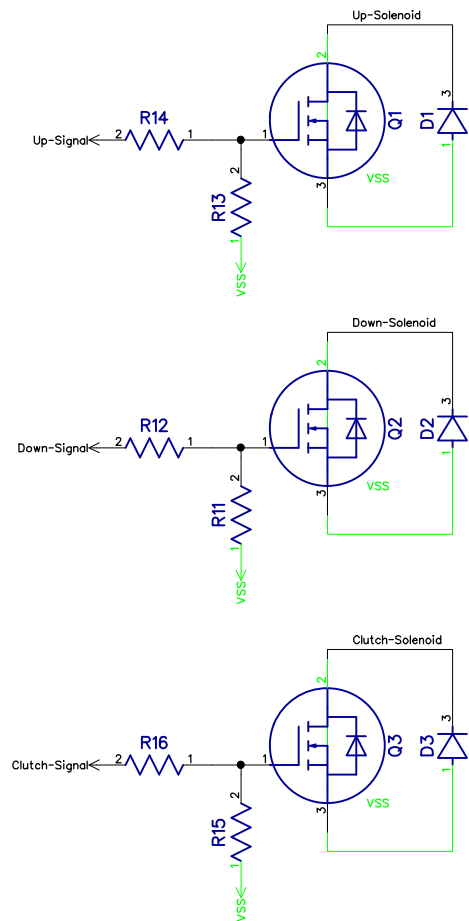 Up-Solenoid
2
3
R14
Q1
D1
Up-Signal
2
1
1
1
2
VSS
R13
3
1
VSS
Down-Solenoid
2
3
R12
Q2
D2
Down-Signal
2
1
1
1
2
VSS
R11
3
1
VSS
Clutch-Solenoid
2
3
R16
Q3
D3
Clutch-Signal
2
1
1
1
2
VSS
R15
3
1
VSS